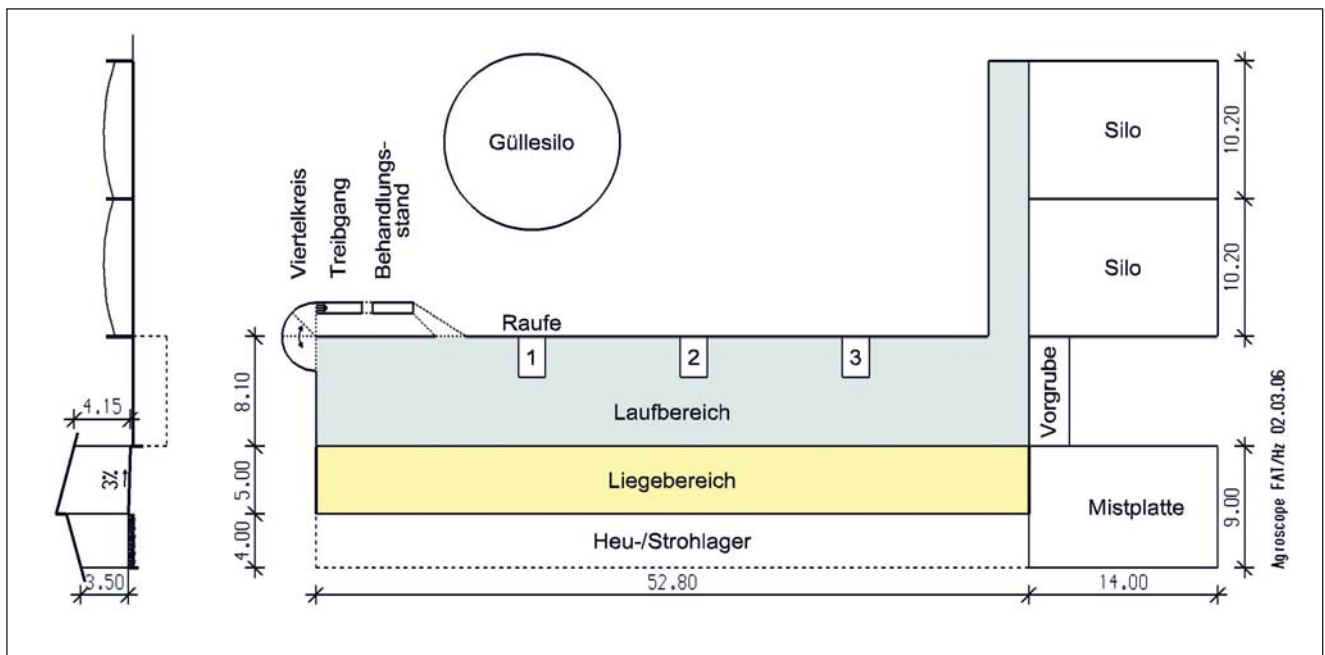 Güllesilo
Silo
10.20
Silo
10.20
Viertelkreis
Treibgang
Behandlungs-
stand
Raufe
1
2
3
Laufbereich
Vorgrube
8.10
4.15
3%
5.00
Liegebereich
Mistplatte
9.00
4.00
Heu-/Strohlager
3.50
52.80
14.00
Agroscope FAT/Hz 02.03.06